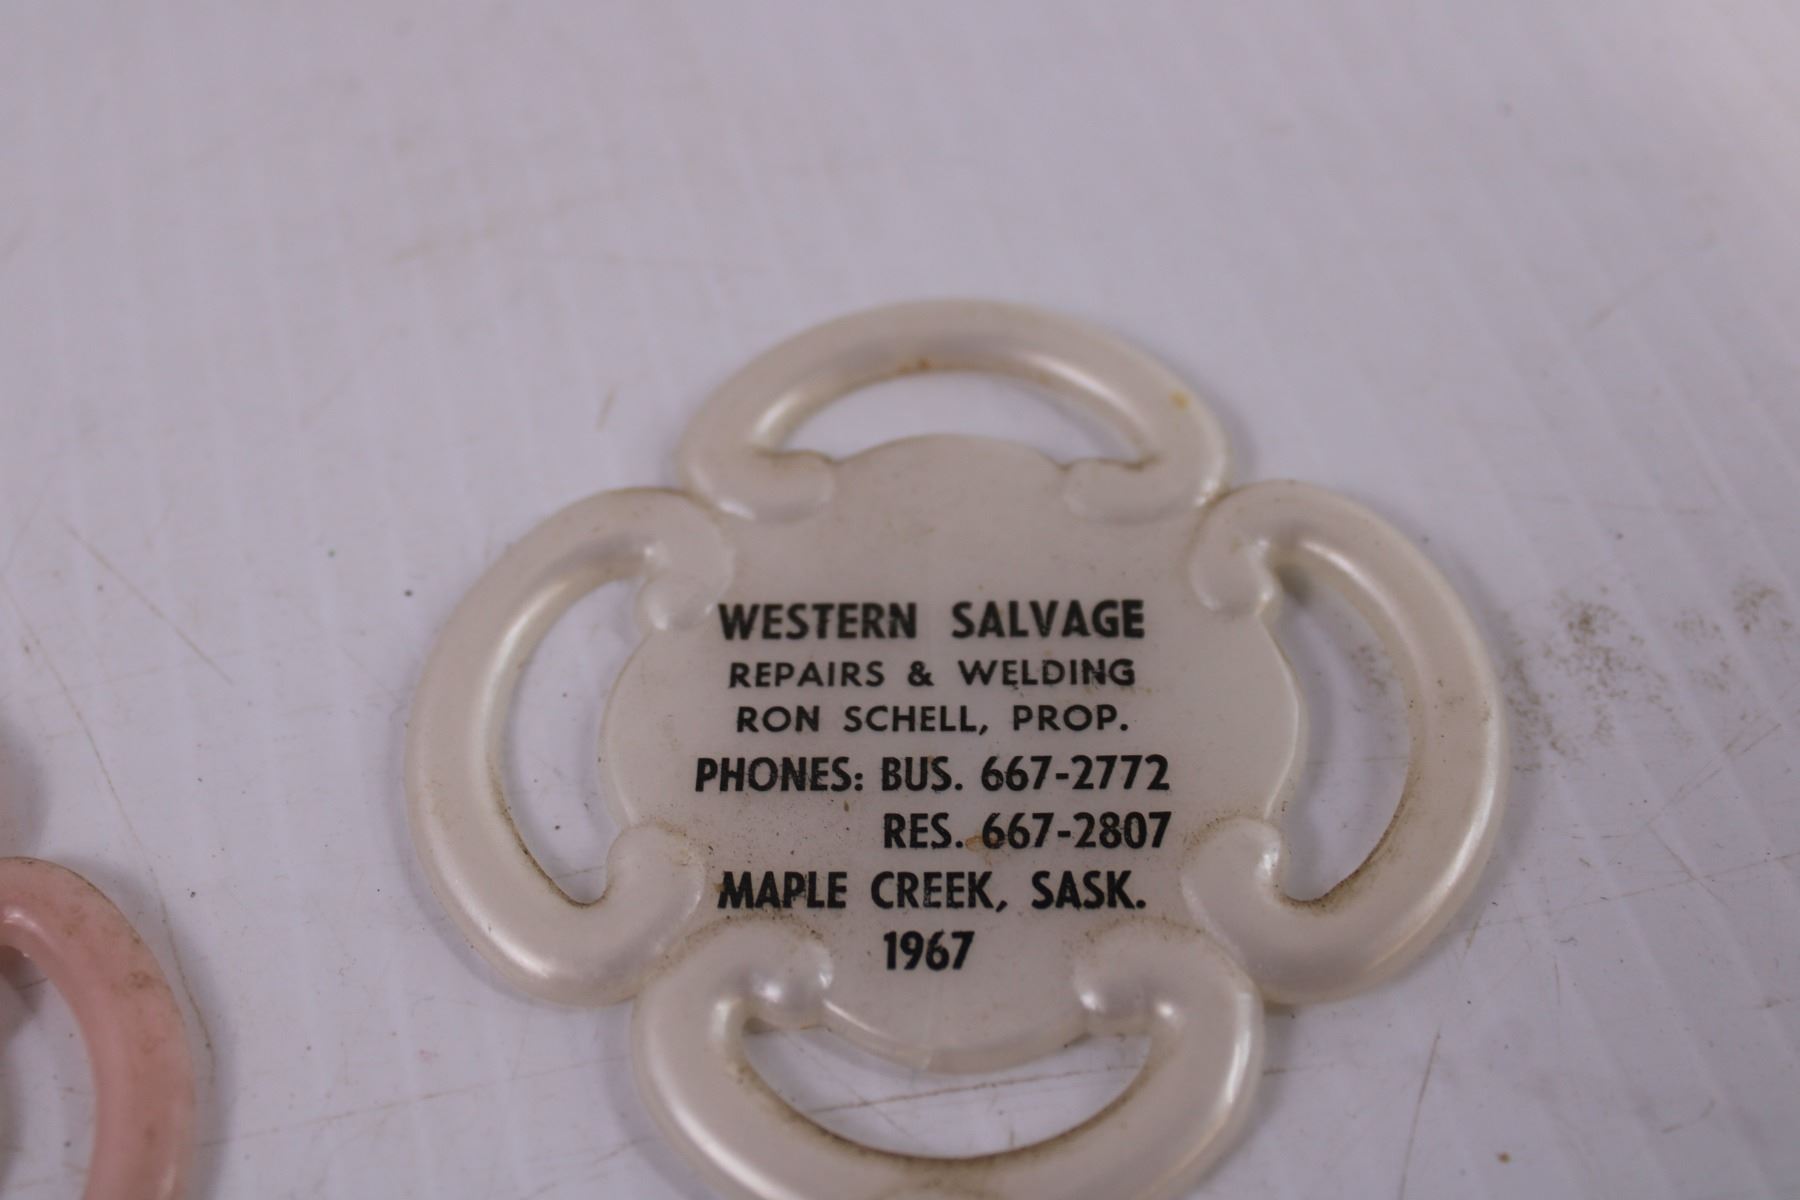 WESTERN SALVAGE
REPAIRS & WELDING
RON SCHELL, PROP.
PHONES: BUS. 667-2772
RES. 667-2807
MAPLE CREEK, SASK.
1967